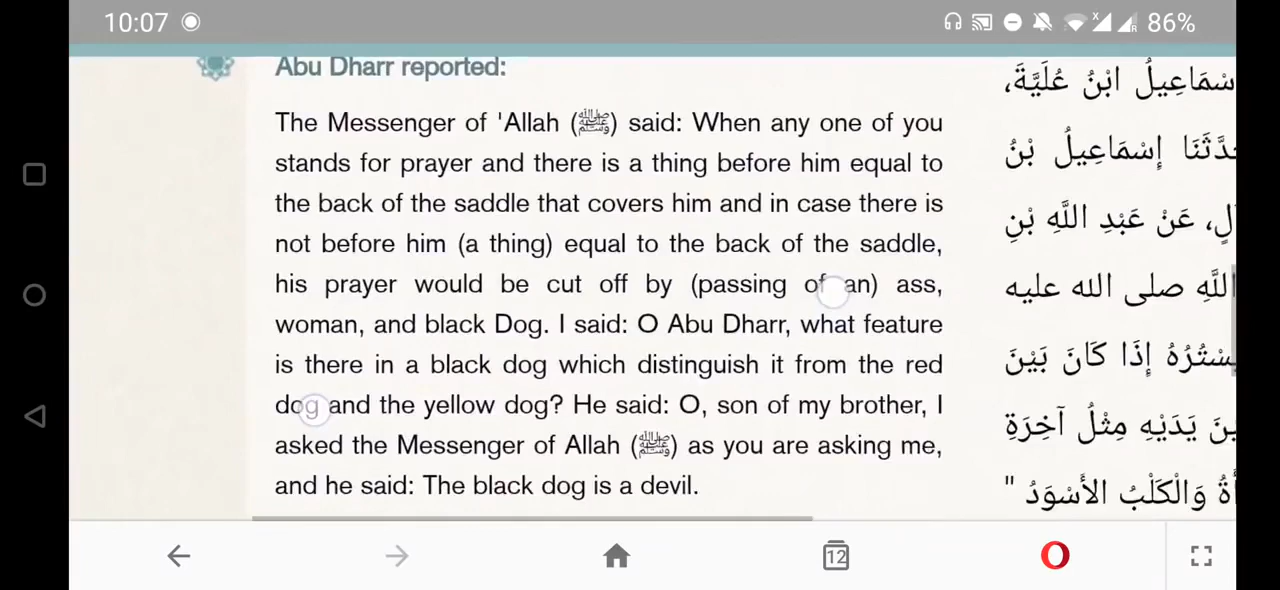 10:07
86%
Abu Dharr reported:
The Messenger of 'Allah (ﷺ) said: When any one of you
stands for prayer and there is a thing before him equal to
the back of the saddle that covers him and in case there is
not before him (a thing) equal to the back of the saddle,
his prayer would be cut off by (passing of an) ass,
woman, and black Dog. I said: O Abu Dharr, what feature
is there in a black dog which distinguish it from the red
dog and the yellow dog? He said: O, son of my brother, I
asked the Messenger of Allah (ﷺ) as you are asking me,
and he said: The black dog is a devil.
سْمَاعِيلُ ابْنُ عُلَيَّةَ،
حَدَّثَنَا إِسْمَاعِيلُ بْنُ
عَنْ عَبْدِ اللَّهِ بْنِ
اللَّهِ صلى الله عليه
يَسْتُرُهُ إِذَا كَانَ بَيْنَ
يْنَ يَدَيْهِ مِثْلُ آخِرَةِ
وَالْكَلْبُ الأَسْوَدُ "
12